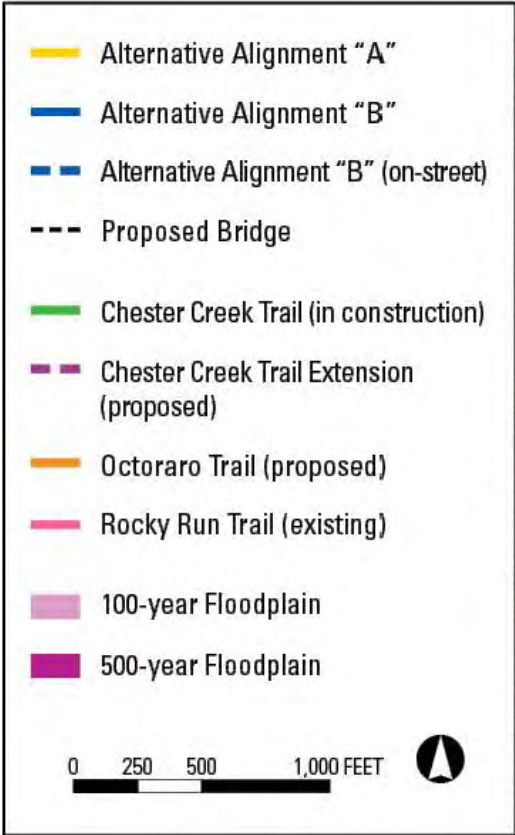 Alternative Alignment “A”
Alternative Alignment “B”
Alternative Alignment “B” (on-street)
Proposed Bridge
Chester Creek Trail (in construction)
Chester Creek Trail Extension
(proposed)
Octoraro Trail (proposed)
Rocky Run Trail (existing)
100-year Floodplain
500-year Floodplain
0 250 500 1,000 FEET